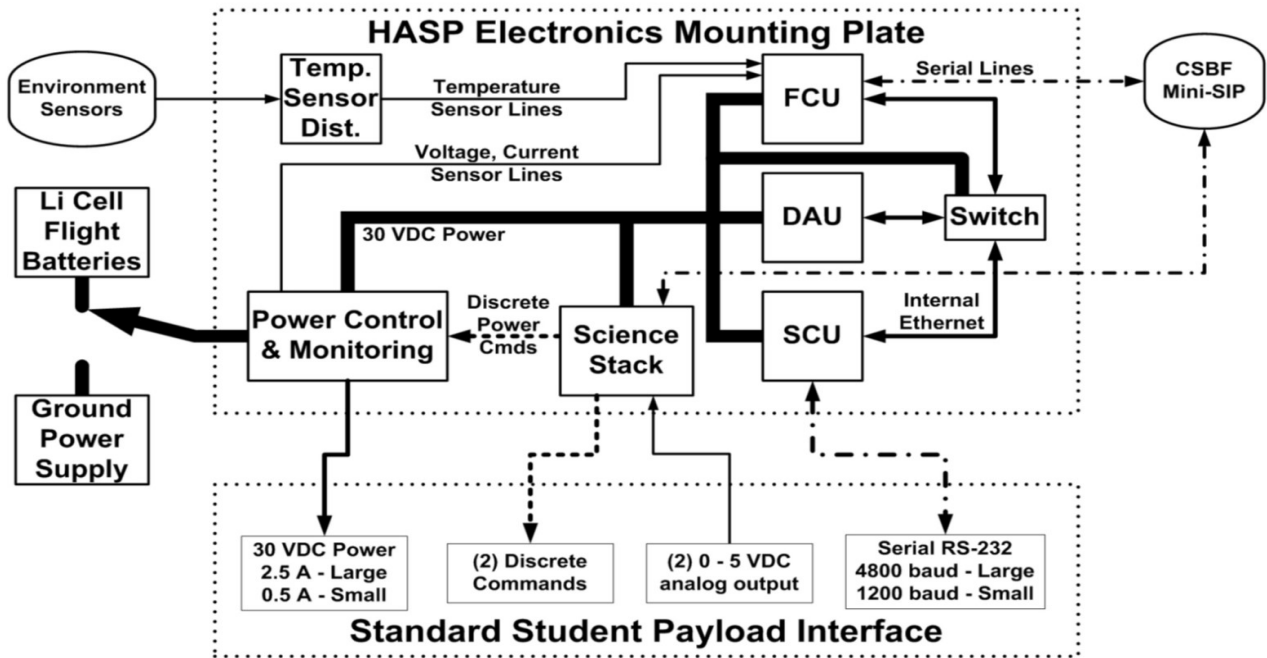 HASP Electronics Mounting Plate
Environment
Sensors
Temp.
Sensor
Dist.
Temperature
Sensor Lines
FCU
Serial Lines
CSBF
Mini-SIP
Voltage, Current
Sensor Lines
Li Cell
Flight
Batteries
30 VDC Power
DAU
Switch
Power Control
& Monitoring
Discrete
Power
Cmds
Science
Stack
SCU
Internal
Ethernet
Ground
Power
Supply
30 VDC Power
2.5 A - Large
0.5 A - Small
(2) Discrete
Commands
(2) 0 - 5 VDC
analog output
Serial RS-232
4800 baud - Large
1200 baud - Small
Standard Student Payload Interface